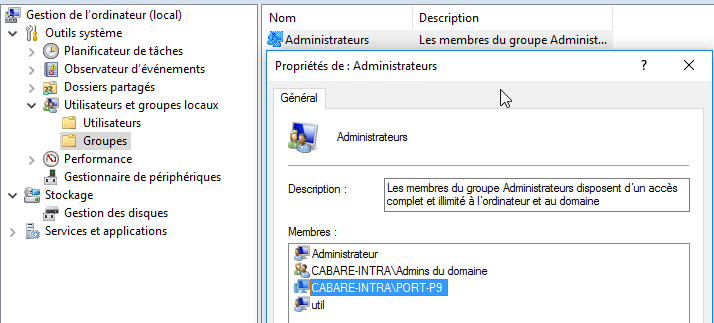 Gestion de l'ordinateur (local)
Outils système
Planificateur de tâches
Observateur d'événements
Dossiers partagés
Utilisateurs et groupes locaux
Utilisateurs
Groupes
Performance
Gestionnaire de périphériques
Stockage
Gestion des disques
Services et applications
Nom Description
Administrateurs Les membres du groupe Administ...
Propriétés de : Administrateurs ?
Général
Administrateurs
Description : Les membres du groupe Administrateurs disposent d'un accès
complet et illimité à l'ordinateur et au domaine
Membres :
Administrateur
CABARE-INTRA\Admins du domaine
CABARE-INTRA\PORT-P9
util